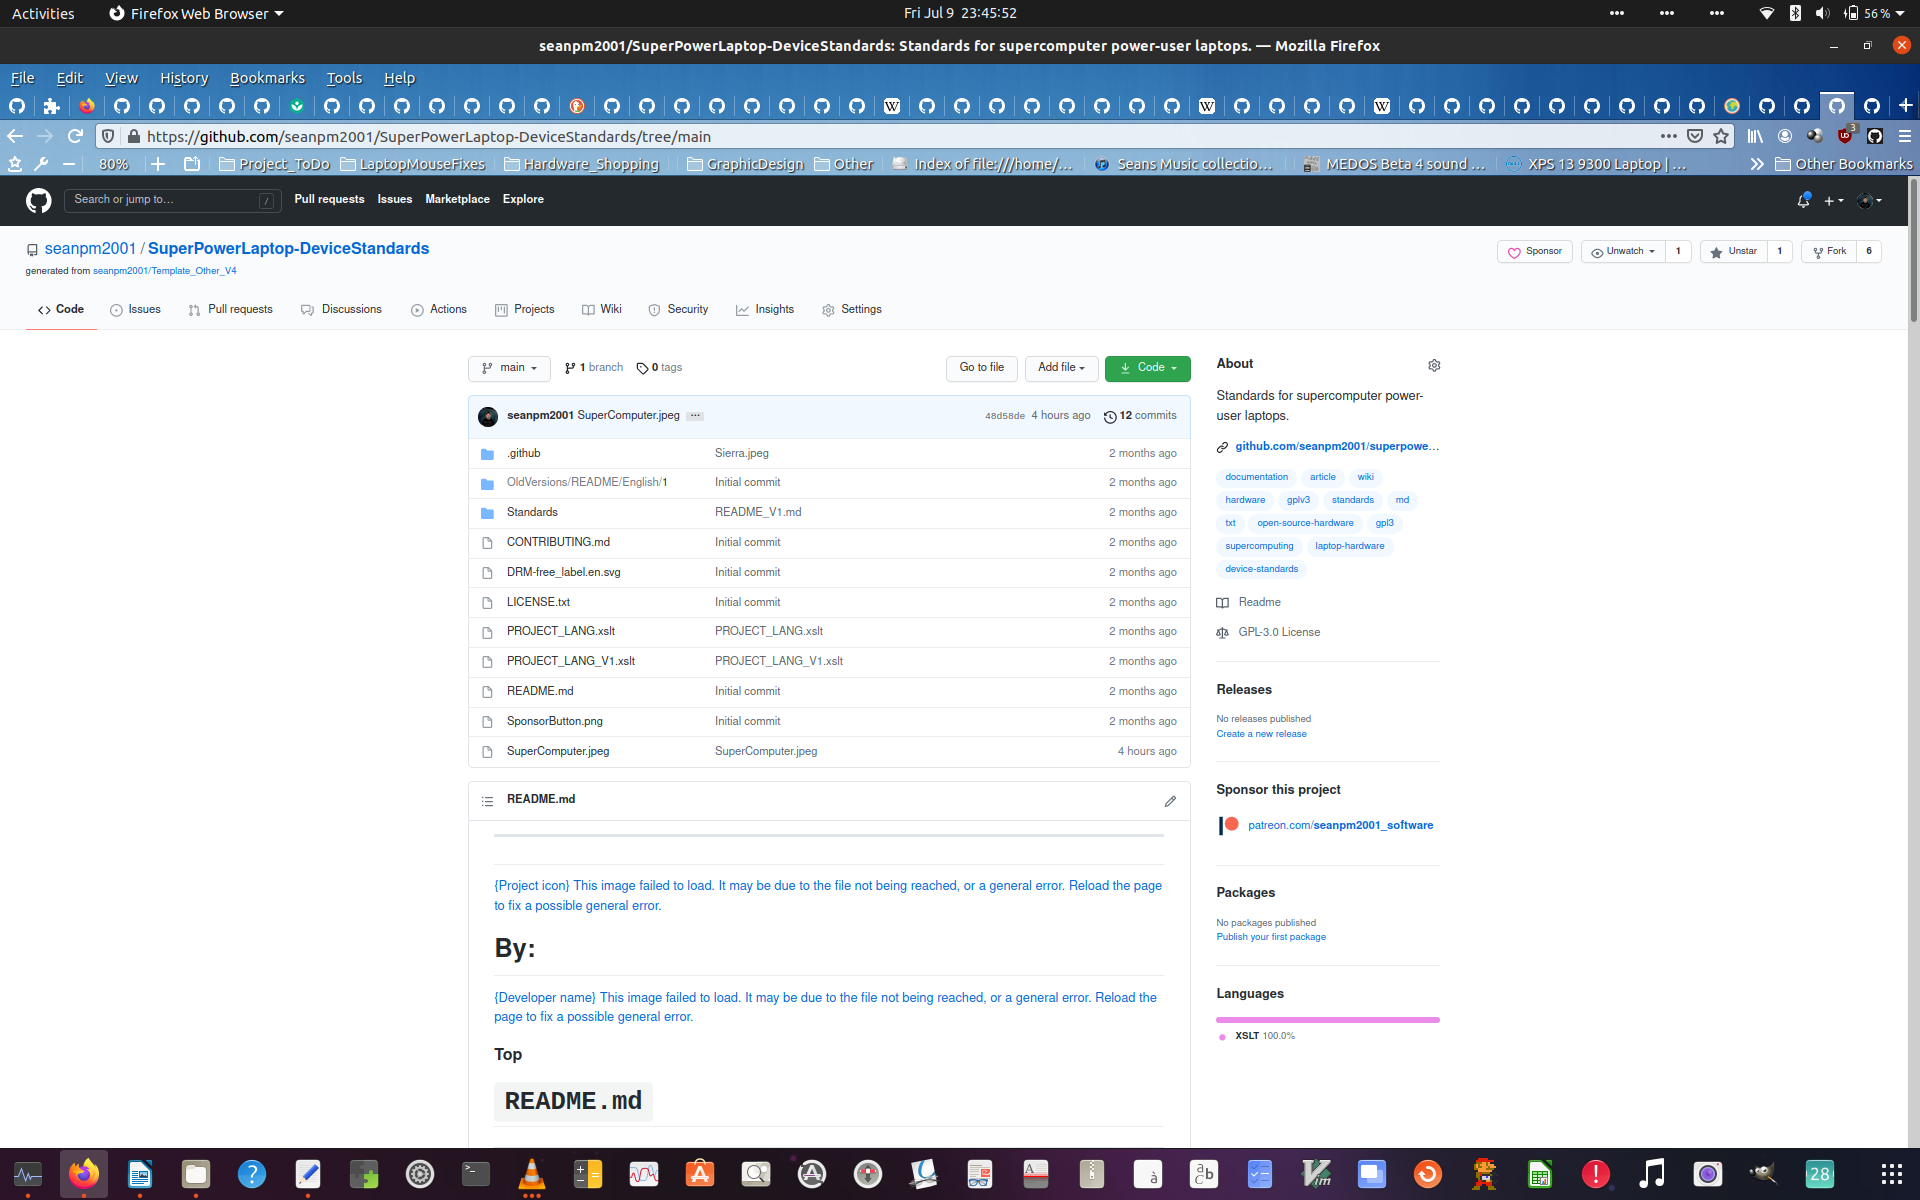 Activities Firefox Web Browser Fri Jul 9 23:45:52 56 %
seanpm2001/SuperPowerLaptop-DeviceStandards: Standards for supercomputer power-user laptops. — Mozilla Firefox
File Edit View History Bookmarks Tools Help
https://github.com/seanpm2001/SuperPowerLaptop-DeviceStandards/tree/main 3
80% Project_ToDo LaptopMouseFixes Hardware_Shopping GraphicDesign Other Index of file:///home/... Seans Music collectio... MEDOS Beta 4 sound ... XPS 13 9300 Laptop | ... Other Bookmarks
Search or jump to... / Pull requests Issues Marketplace Explore
seanpm2001 / SuperPowerLaptop-DeviceStandards Sponsor Unwatch 1 Unstar 1 Fork 6
generated from seanpm2001/Template_Other_V4
Code Issues Pull requests Discussions Actions Projects Wiki Security Insights Settings
main 1 branch 0 tags Go to file Add file Code
seanpm2001 SuperComputer.jpeg ... 48d58de 4 hours ago 12 commits
.github Sierra.jpeg 2 months ago
OldVersions/README/English/1 Initial commit 2 months ago
Standards README_V1.md 2 months ago
CONTRIBUTING.md Initial commit 2 months ago
DRM-free_label.en.svg Initial commit 2 months ago
LICENSE.txt Initial commit 2 months ago
PROJECT_LANG.xslt PROJECT_LANG.xslt 2 months ago
PROJECT_LANG_V1.xslt PROJECT_LANG_V1.xslt 2 months ago
README.md Initial commit 2 months ago
SponsorButton.png Initial commit 2 months ago
SuperComputer.jpeg SuperComputer.jpeg 4 hours ago
README.md
{Project icon} This image failed to load. It may be due to the file not being reached, or a general error. Reload the page
to fix a possible general error.
By:
{Developer name} This image failed to load. It may be due to the file not being reached, or a general error. Reload the
page to fix a possible general error.
Top
README.md
About
Standards for supercomputer power-
user laptops.
github.com/seanpm2001/superpowe...
documentation article wiki
hardware gplv3 standards md
txt open-source-hardware gpl3
supercomputing laptop-hardware
device-standards
Readme
GPL-3.0 License
Releases
No releases published
Create a new release
Sponsor this project
patreon.com/seanpm2001_software
Packages
No packages published
Publish your first package
Languages
XSLT 100.0%
28